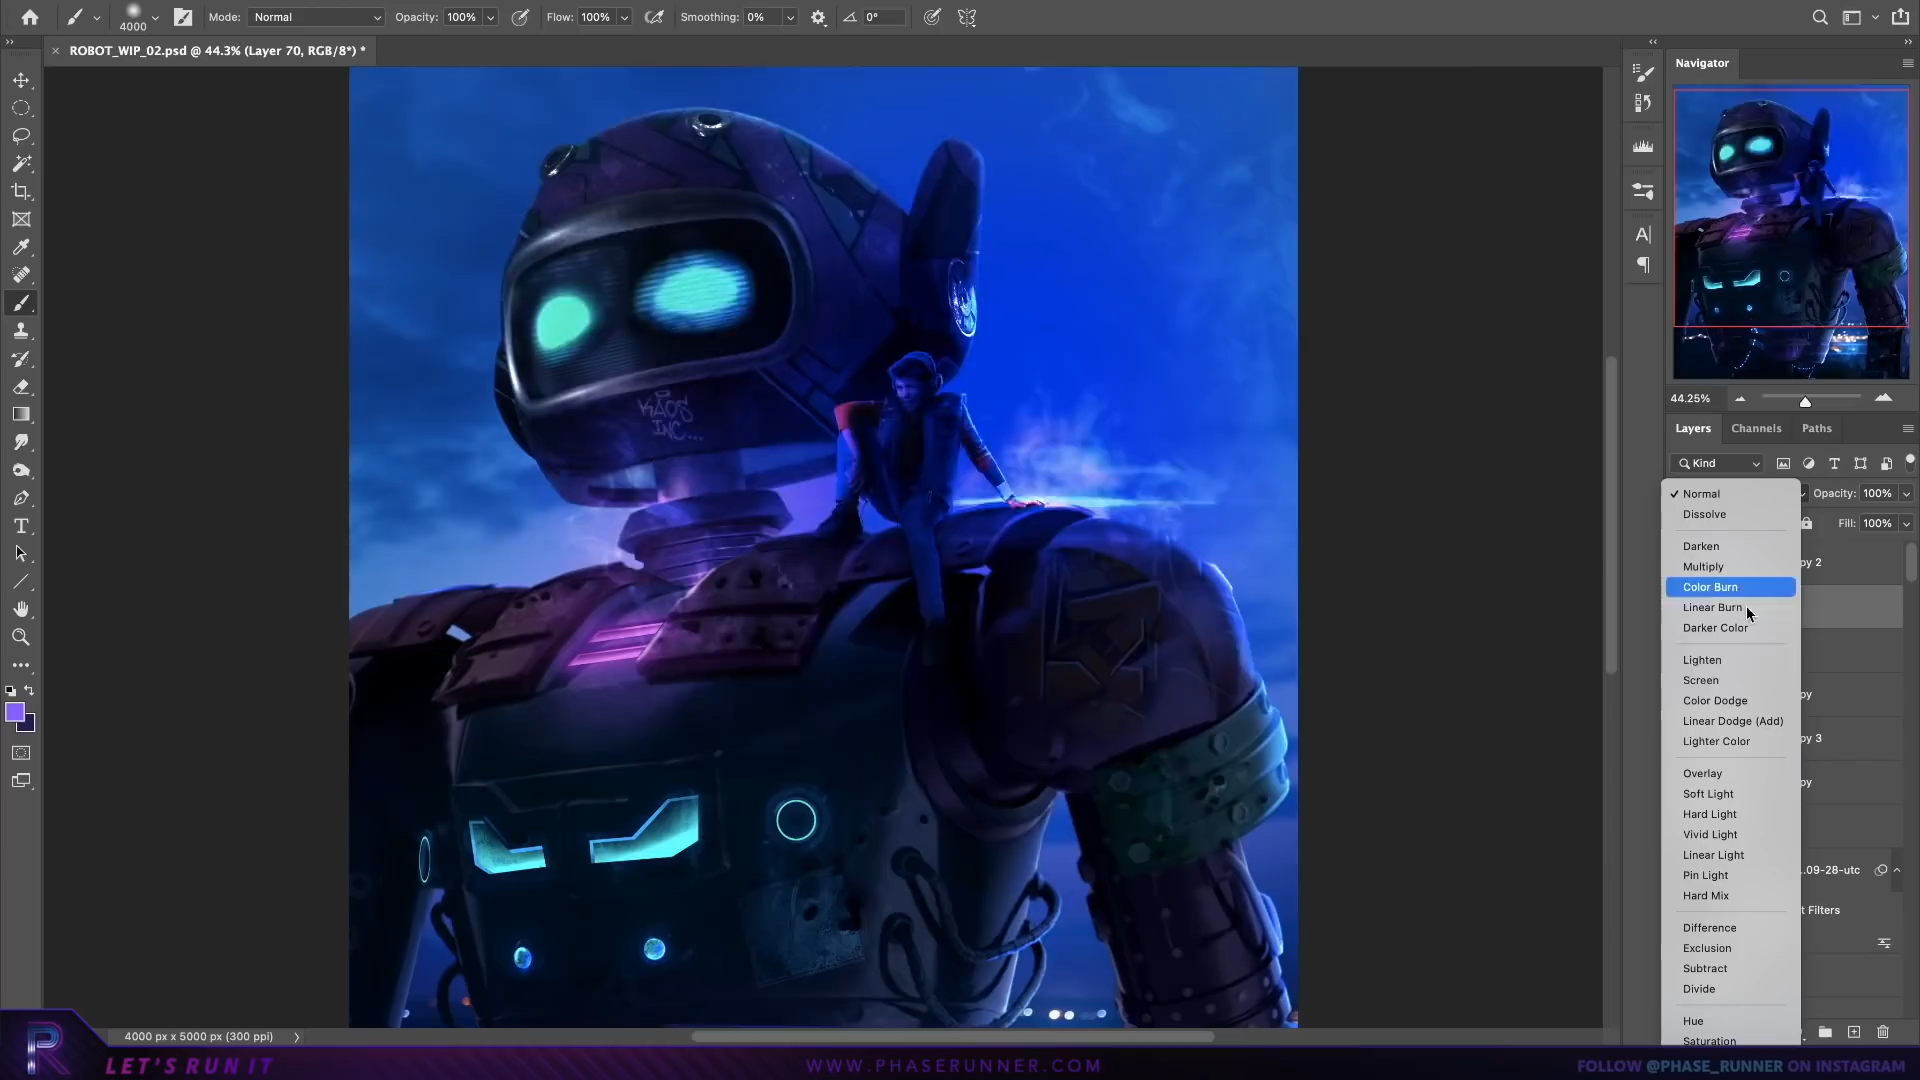 4000
Mode: Normal
Opacity: 100%
Flow: 100%
Smoothing: 0%
0°
ROBOT_WIP_02.psd @ 44.3% (Layer 70, RGB/8*) *
Navigator
44.25%
Layers
Channels
Paths
Kind
Opacity: 100%
Fill: 100%
Normal
Dissolve
Darken
Multiply
Color Burn
Linear Burn
Darker Color
Lighten
Screen
Color Dodge
Linear Dodge (Add)
Lighter Color
Overlay
Soft Light
Hard Light
Vivid Light
Linear Light
Pin Light
Hard Mix
Difference
Exclusion
Subtract
Divide
Hue
Saturation
py 2
py
py 3
py
...09-28-utc
t Filters
KAOS
INC...
4000 px x 5000 px (300 ppi)
LET'S RUN IT
WWW.PHASERUNNER.COM
FOLLOW @PHASE_RUNNER ON INSTAGRAM